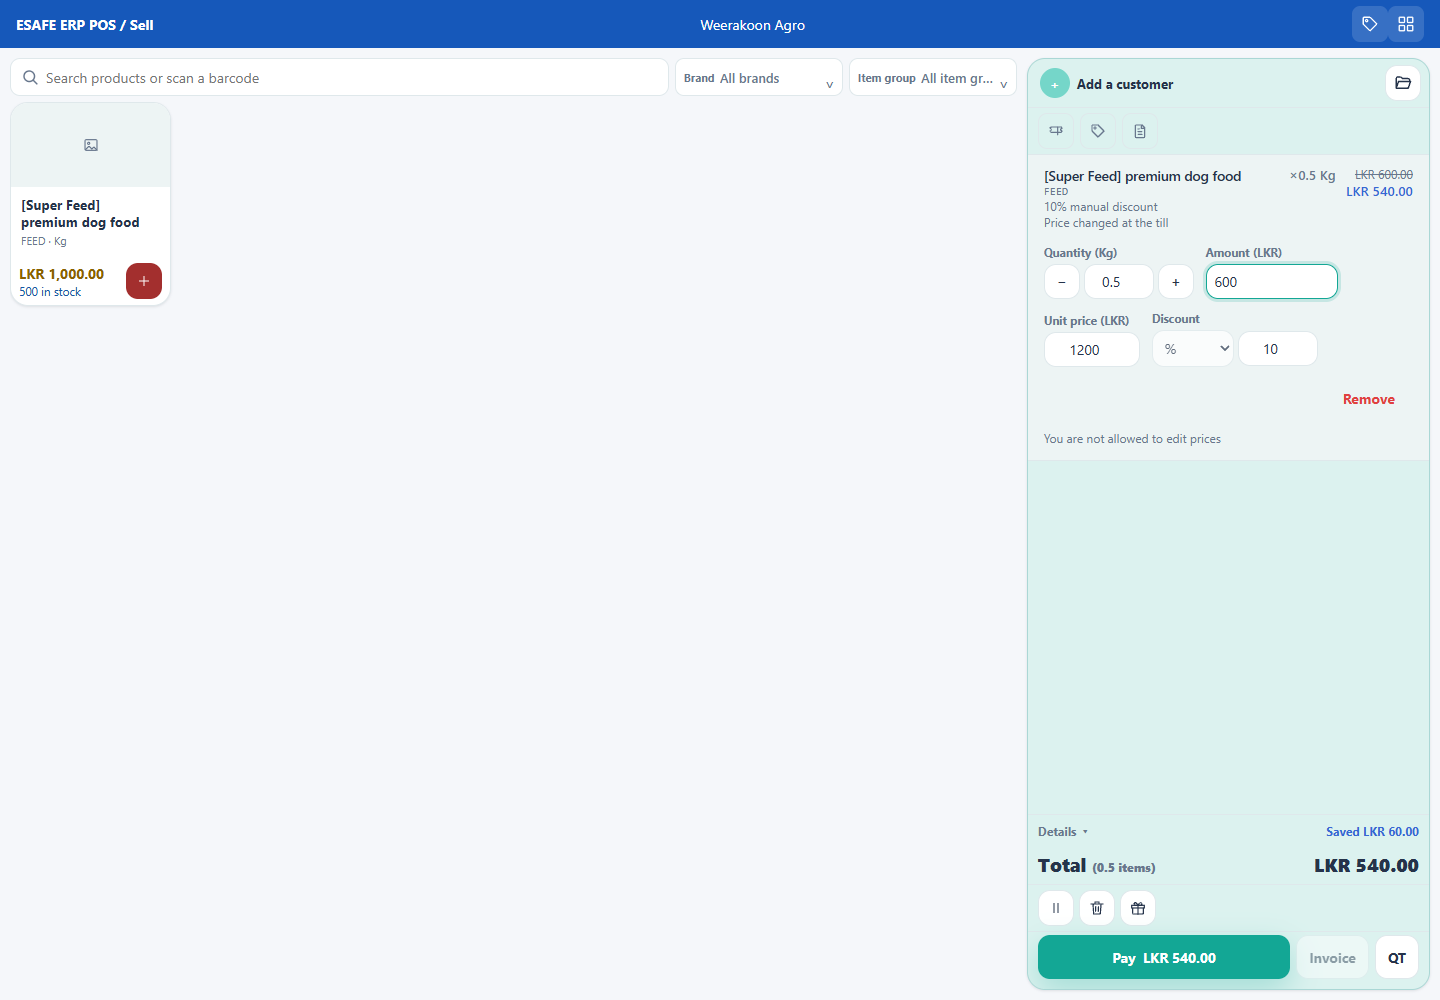 ESAFE ERP POS / Sell
Weerakoon Agro
Search products or scan a barcode
Brand All brands
Item group All item gr...
[Super Feed]
premium dog food
FEED · Kg
LKR 1,000.00
500 in stock
+
+ Add a customer
[Super Feed] premium dog food ×0.5 Kg LKR 600.00
FEED LKR 540.00
10% manual discount
Price changed at the till
Quantity (Kg) Amount (LKR)
− 0.5 + 600
Unit price (LKR) Discount
1200 % 10
Remove
You are not allowed to edit prices
Details ▾ Saved LKR 60.00
Total (0.5 items) LKR 540.00
Pay LKR 540.00 Invoice QT